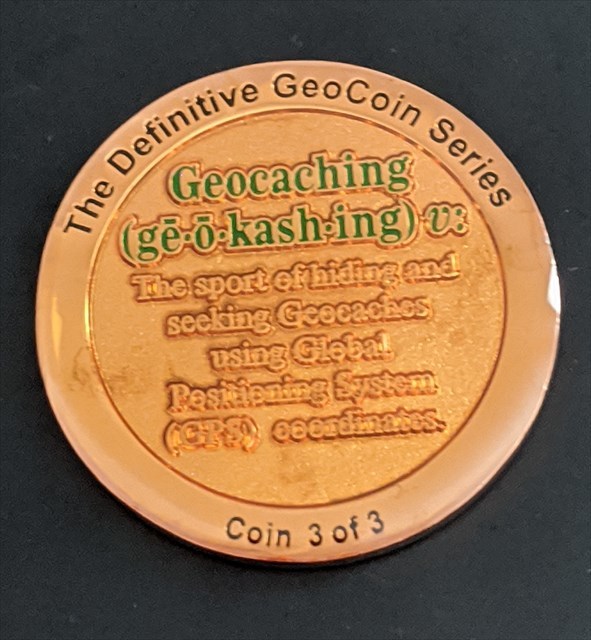 The Definitive GeoCoin Series
Geocaching
(gē·ō·kash·ing) v:
The sport of hiding and
seeking Geocaches
using Global
Positioning System
(GPS) coordinates.
Coin 3 of 3